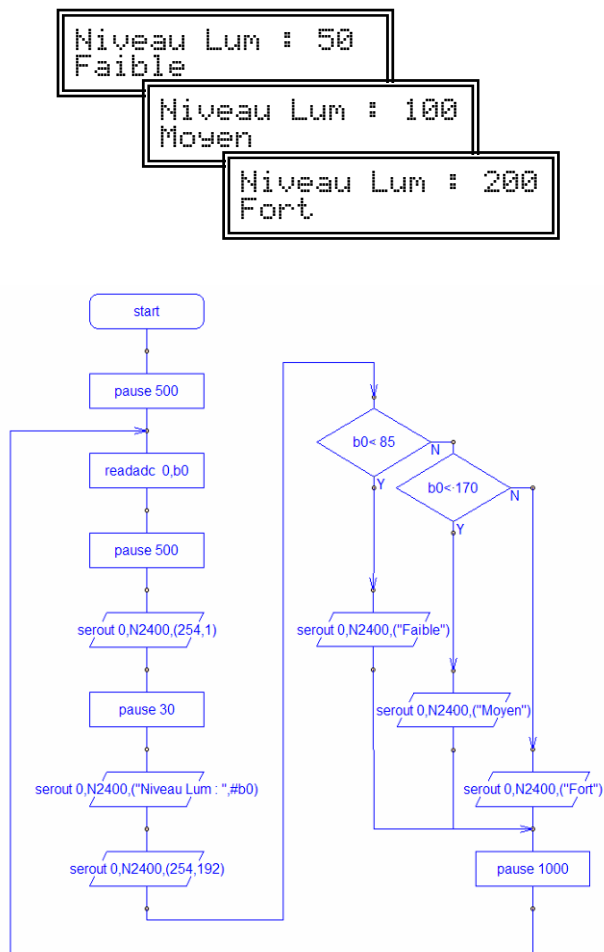 Niveau Lum : 50
Faible
Niveau Lum : 100
Moyen
Niveau Lum : 200
Fort
start
pause 500
readadc 0,b0
pause 500
serout 0,N2400,(254,1)
pause 30
serout 0,N2400,("Niveau Lum : ",#b0)
serout 0,N2400,(254,192)
b0< 85
N
Y
b0< 170
N
Y
serout 0,N2400,("Faible")
serout 0,N2400,("Moyen")
serout 0,N2400,("Fort")
pause 1000